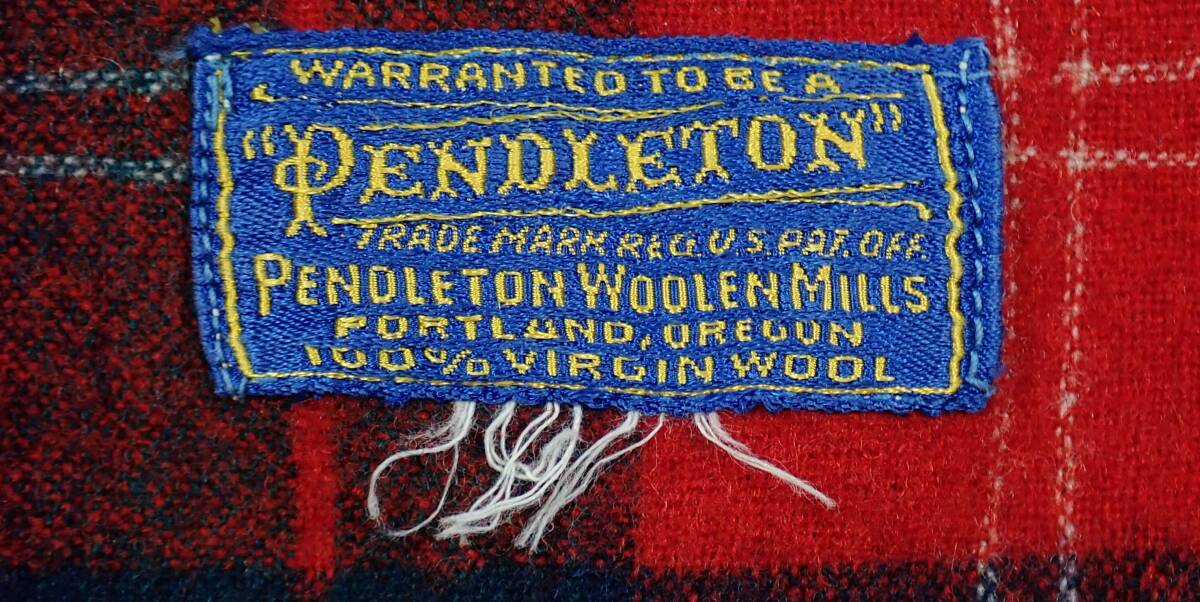 WARRANTED TO BE A
"PENDLETON"
TRADE MARK REG. U.S. PAT. OFF.
PENDLETON WOOLEN MILLS
PORTLAND, OREGON
100% VIRGIN WOOL